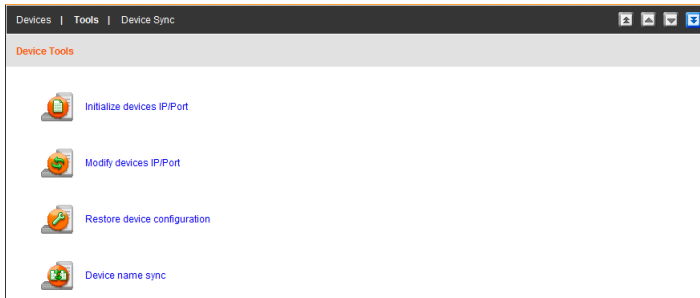 Devices | Tools | Device Sync
Device Tools
Initialize devices IP/Port
Modify devices IP/Port
Restore device configuration
Device name sync